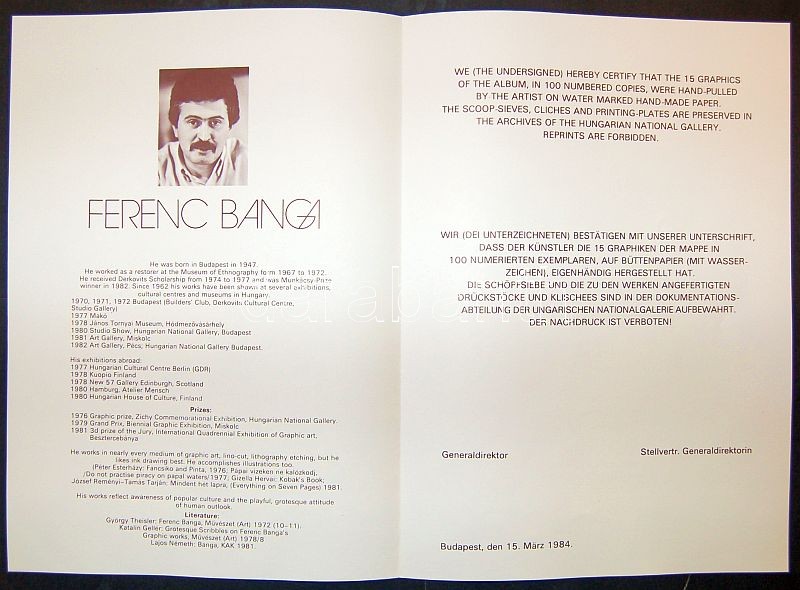 FERENC BANGA
He was born in Budapest in 1947.
He worked as a restorer at the Museum of Ethnography form 1967 to 1972.
He received Derkovits Scholarship from 1974 to 1977 and was Munkácsy-Prize
winner in 1982. Since 1962 his works have been shown at several exhibitions,
cultural centres and museums in Hungary.
1970, 1971, 1972 Budapest (Builders' Club, Derkovits Cultural Centre,
Studio Gallery)
1977 Makó
1978 János Tornyai Museum, Hódmezővásárhely
1980 Studio Show, Hungarian National Gallery, Budapest
1981 Art Gallery, Miskolc
1982 Art Gallery, Pécs; Hungarian National Gallery Budapest.
His exhibitions abroad:
1977 Hungarian Cultural Centre Berlin (GDR)
1978 Kuopio Finland
1978 New 57 Gallery Edinburgh, Scotland
1980 Hamburg, Atelier Mensch
1980 Hungarian House of Culture, Finland
Prizes:
1976 Graphic prize, Zichy Commemorational Exhibition, Hungarian National Gallery.
1979 Grand Prix, Biennial Graphic Exhibition, Miskolc
1981 3d prize of the Jury, International Quadrennial Exhibition of Graphic art,
Besztercebánya
He works in nearly every medium of graphic art, lino-cut, lithography etching, but he
likes ink drawing best. He accomplishes illustrations too.
(Péter Esterházy: Fancsikó and Pinta, 1976; Pápai vizeken ne kalózkodj,
/Do not practise piracy on papal waters/1977; Gizella Hervai: Kobak's Book;
József Reményi-Tamás Tarján: Mindent hét lapra, (Everything on Seven Pages) 1981.
His works reflect awareness of popular culture and the playful, grotesque attitude
of human outlook.
Literature:
György Theisler: Ferenc Banga, Művészet (Art) 1972 (10-11).
Katalin Geller: Grotesque Scribbles on Ferenc Banga's
Graphic works, Művészet (Art) 1978/8
Lajos Németh: Banga, KAK 1981.
WE (THE UNDERSIGNED) HEREBY CERTIFY THAT THE 15 GRAPHICS
OF THE ALBUM, IN 100 NUMBERED COPIES, WERE HAND-PULLED
BY THE ARTIST ON WATER MARKED HAND-MADE PAPER.
THE SCOOP-SIEVES, CLICHES AND PRINTING-PLATES ARE PRESERVED IN
THE ARCHIVES OF THE HUNGARIAN NATIONAL GALLERY.
REPRINTS ARE FORBIDDEN.
WIR (DEI UNTERZEICHNETEN) BESTÄTIGEN MIT UNSERER UNTERSCHRIFT,
DASS DER KÜNSTLER DIE 15 GRAPHIKEN DER MAPPE IN
100 NUMERIERTEN EXEMPLAREN, AUF BÜTTENPAPIER (MIT WASSER-
ZEICHEN), EIGENHÄNDIG HERGESTELLT HAT.
DIE SCHÖPFSIEBE UND DIE ZU DEN WERKEN ANGEFERTIGTEN
DRÜCKSTÖCKE UND KLISCHEES SIND IN DER DOKUMENTATIONS-
ABTEILUNG DER UNGARISCHEN NATIONALGALERIE AUFBEWAHRT.
DER NACHDRUCK IST VERBOTEN!
Generaldirektor
Stellvertr. Generaldirektorin
Budapest, den 15. März 1984.